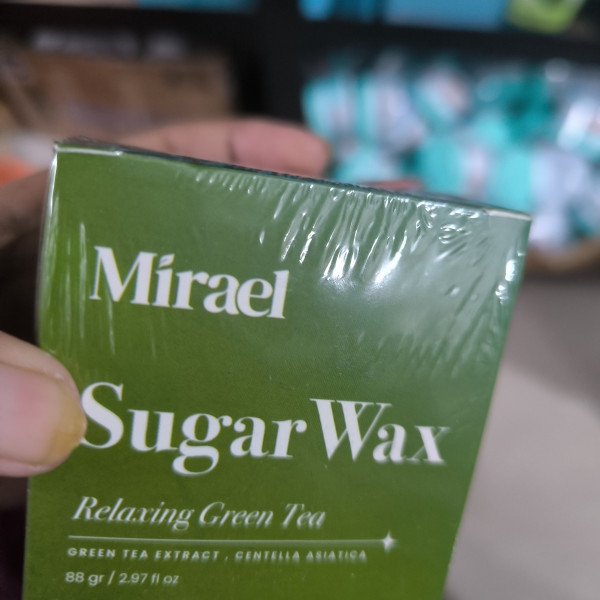 Mirael
Sugar Wax
Relaxing Green Tea
GREEN TEA EXTRACT . CENTELLA ASIATICA
88 gr / 2.97 fl oz